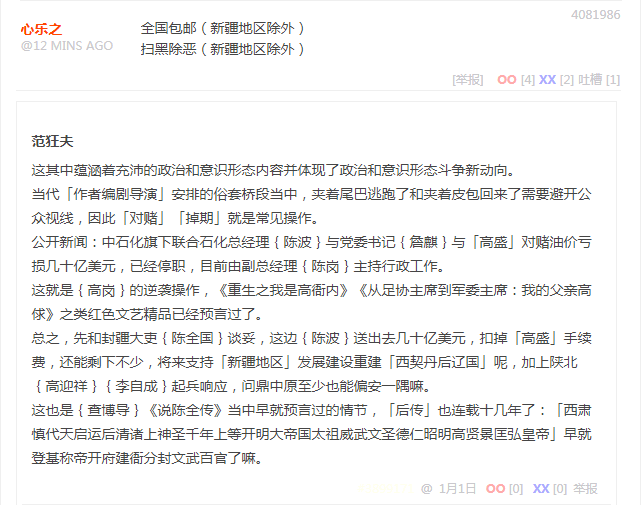 4081986
心乐之
@12 MINS AGO
全国包邮（新疆地区除外）
扫黑除恶（新疆地区除外）
[举报] OO [4] XX [2] 吐槽 [1]
范狂夫
这其中蕴涵着充沛的政治和意识形态内容并体现了政治和意识形态斗争新动向。
当代「作者编剧导演」安排的俗套桥段当中，夹着尾巴逃跑了和夹着皮包回来了需要避开公
众视线，因此「对赌」「掉期」就是常见操作。
公开新闻：中石化旗下联合石化总经理｛陈波｝与党委书记｛詹麒｝与「高盛」对赌油价亏
损几十亿美元，已经停职，目前由副总经理｛陈岗｝主持行政工作。
这就是｛高岗｝的逆袭操作，《重生之我是高衙内》《从足协主席到军委主席：我的父亲高
俅》之类红色文艺精品已经预言过了。
总之，先和封疆大吏｛陈全国｝谈妥，这边｛陈波｝送出去几十亿美元，扣掉「高盛」手续
费，还能剩下不少，将来支持「新疆地区」发展建设重建「西契丹后辽国」呢，加上陕北
｛高迎祥｝｛李自成｝起兵响应，问鼎中原至少也能偏安一隅嘛。
这也是｛查博导｝《说陈全传》当中早就预言过的情节，「后传」也连载十几年了：「西肃
慎代天启运后清诸上神圣千年上等开明大帝国太祖威武文圣德仁昭明高贤景匡弘皇帝」早就
登基称帝开府建衙分封文武百官了嘛。
@ 1月1日 OO [0] XX [0] 举报